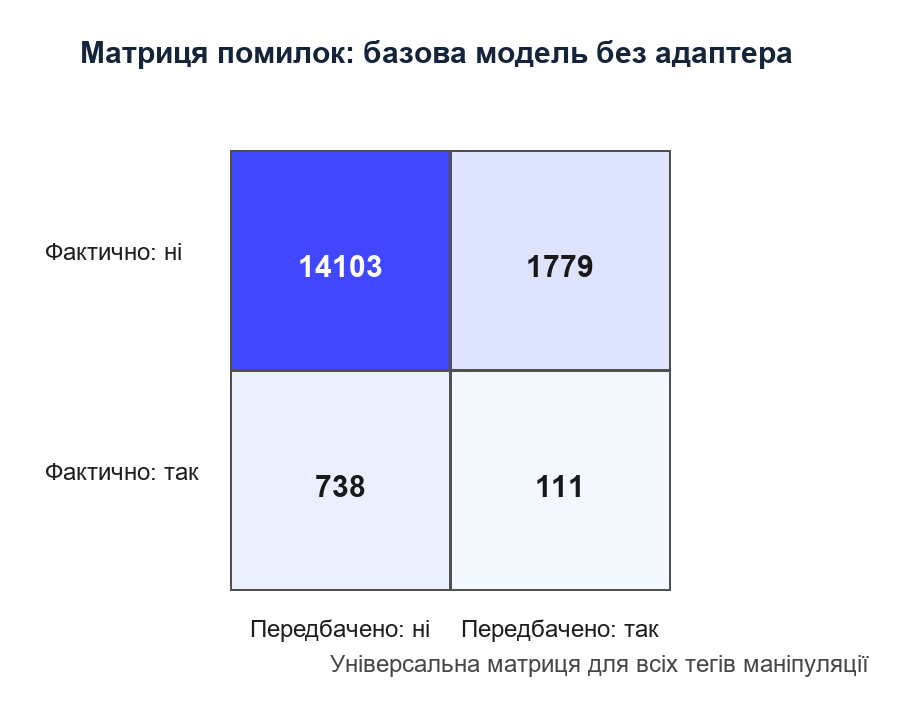 Матриця помилок: базова модель без адаптера
Фактично: ні
14103
1779
Фактично: так
738
111
Передбачено: ні
Передбачено: так
Універсальна матриця для всіх тегів маніпуляції